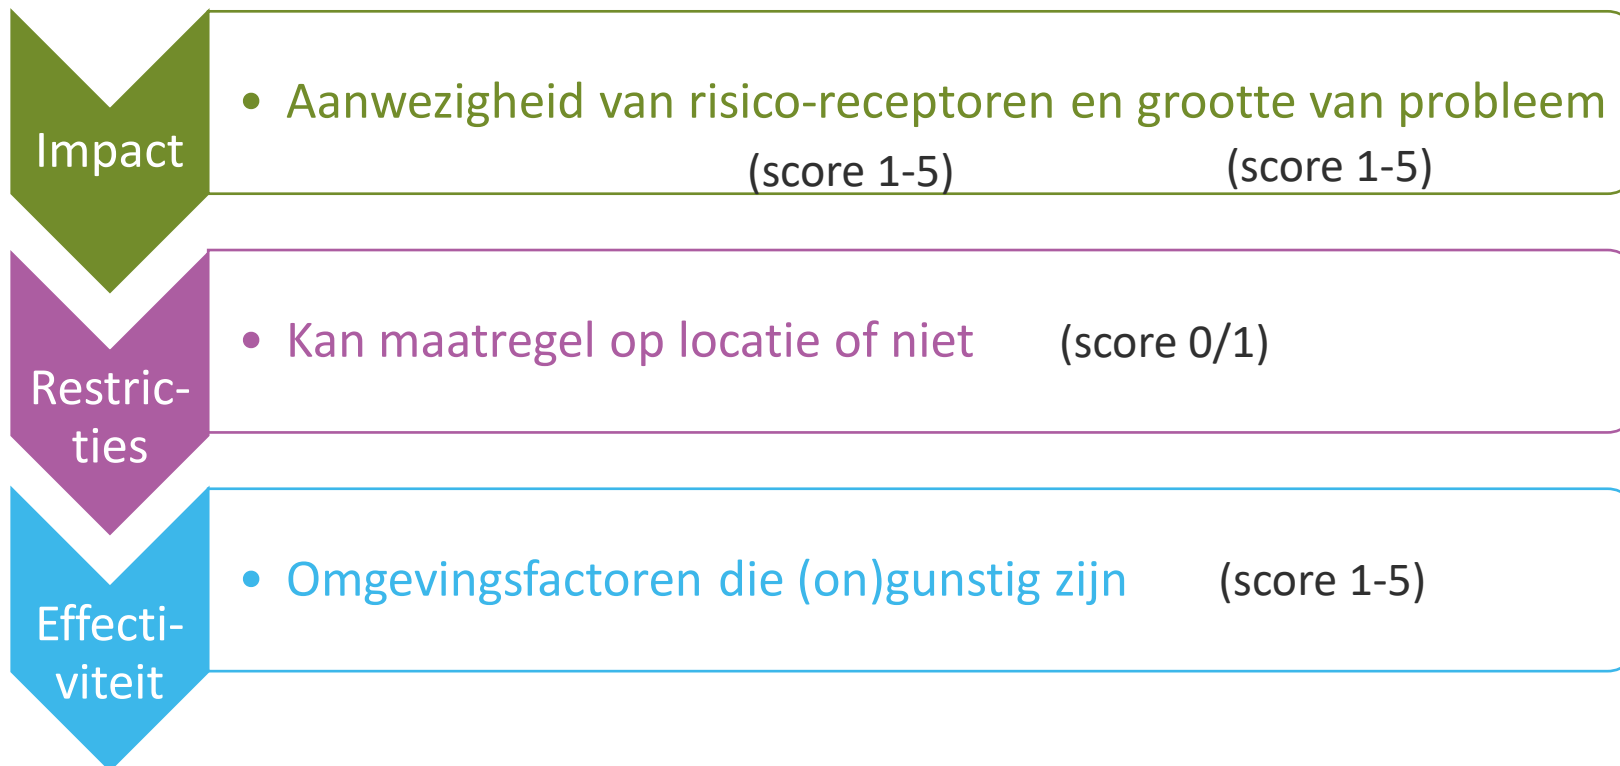 Impact
• Aanwezigheid van risico-receptoren en grootte van probleem
(score 1-5) (score 1-5)
Restric-
ties
• Kan maatregel op locatie of niet (score 0/1)
Effecti-
viteit
• Omgevingsfactoren die (on)gunstig zijn (score 1-5)